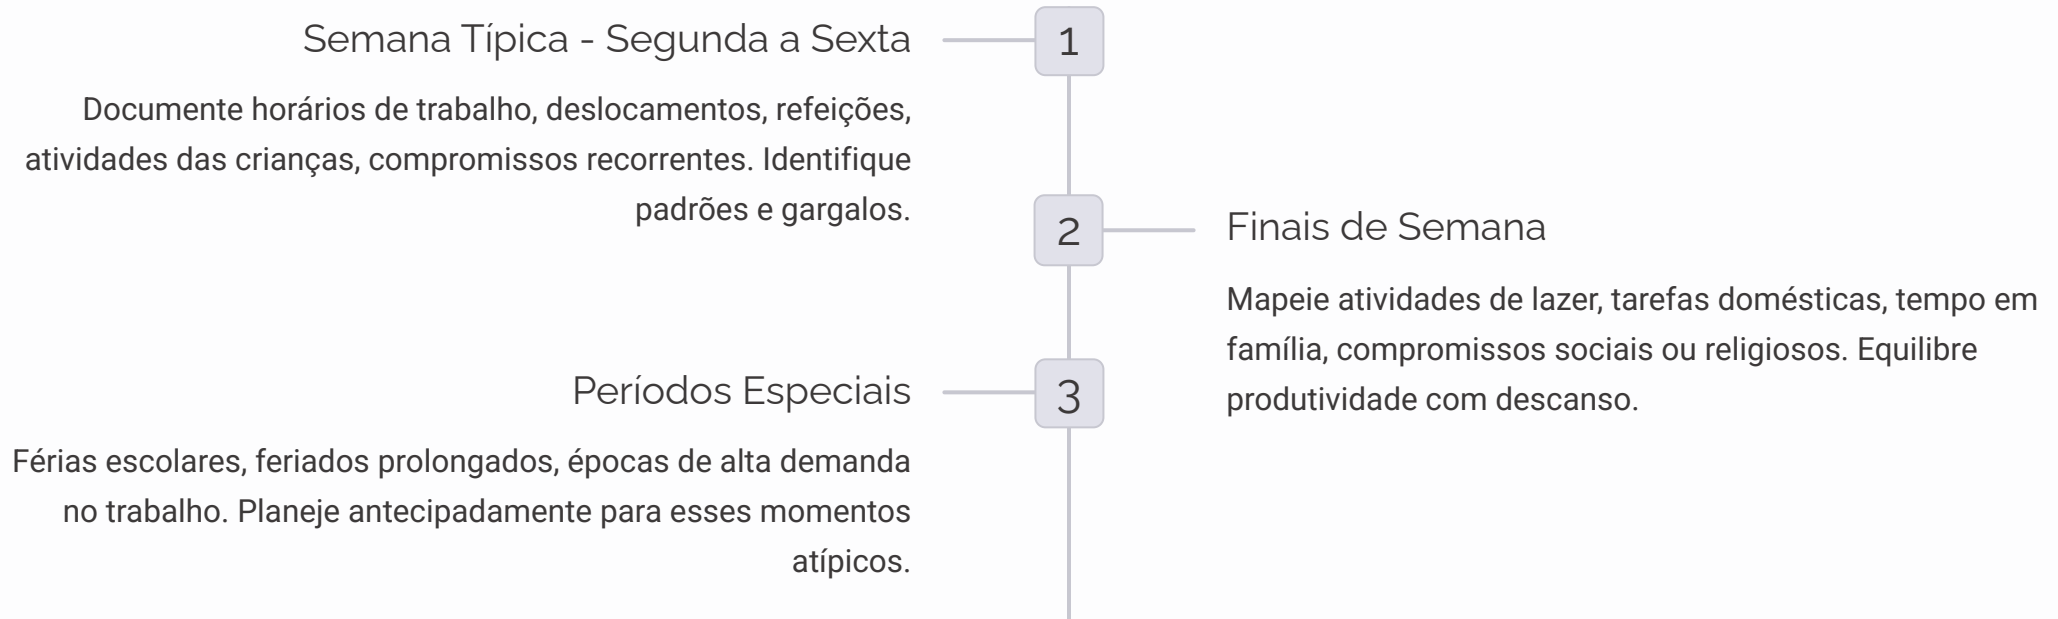 Semana Típica - Segunda a Sexta
1
Documente horários de trabalho, deslocamentos, refeições,
atividades das crianças, compromissos recorrentes. Identifique
padrões e gargalos.
2
Finais de Semana
Mapeie atividades de lazer, tarefas domésticas, tempo em
família, compromissos sociais ou religiosos. Equilibre
produtividade com descanso.
Períodos Especiais
3
Férias escolares, feriados prolongados, épocas de alta demanda
no trabalho. Planeje antecipadamente para esses momentos
atípicos.